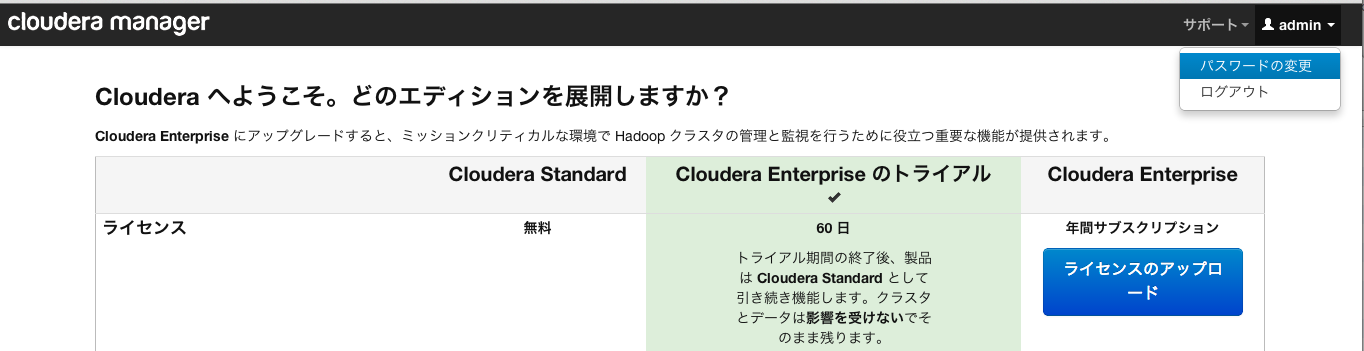 cloudera manager
サポート
admin
パスワードの変更
ログアウト
Cloudera へようこそ。どのエディションを展開しますか？
Cloudera Enterprise にアップグレードすると、ミッションクリティカルな環境で Hadoop クラスタの管理と監視を行うために役立つ重要な機能が提供されます。
Cloudera Standard
Cloudera Enterprise のトライアル
Cloudera Enterprise
ライセンス
無料
60 日
年間サブスクリプション
トライアル期間の終了後、製品
は Cloudera Standard として
引き続き機能します。クラスタ
とデータは影響を受けないでそ
のまま残ります。
ライセンスのアップロ
ード